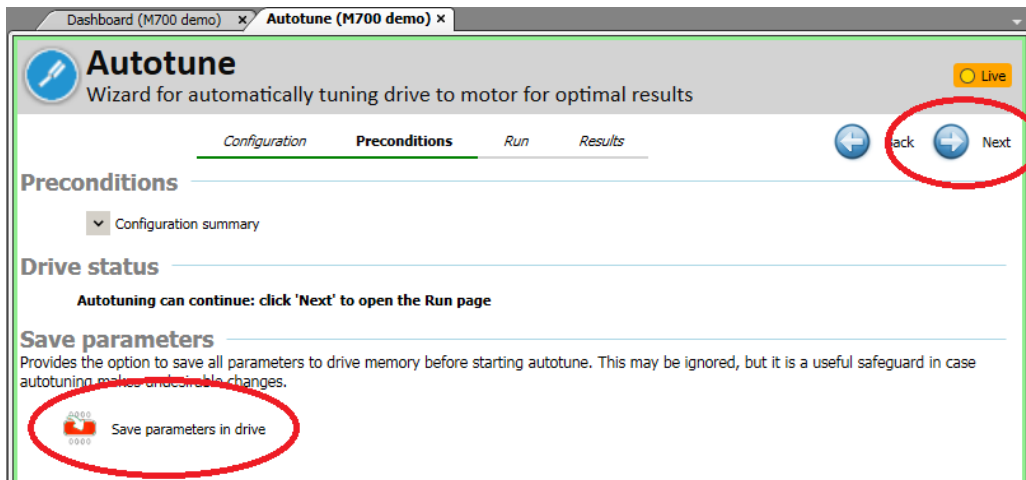 Dashboard (M700 demo) x Autotune (M700 demo) x
Autotune
Wizard for automatically tuning drive to motor for optimal results
Live
Configuration Preconditions Run Results
Back Next
Preconditions
Configuration summary
Drive status
Autotuning can continue: click 'Next' to open the Run page
Save parameters
Provides the option to save all parameters to drive memory before starting autotune. This may be ignored, but it is a useful safeguard in case
autotuning makes undesirable changes.
Save parameters in drive